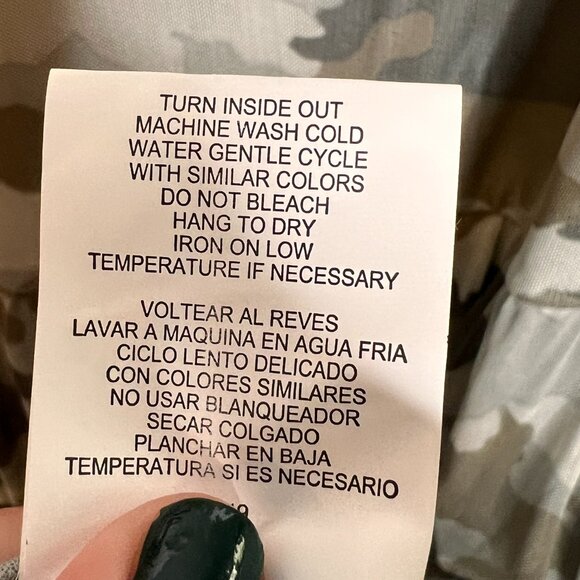 TURN INSIDE OUT
MACHINE WASH COLD
WATER GENTLE CYCLE
WITH SIMILAR COLORS
DO NOT BLEACH
HANG TO DRY
IRON ON LOW
TEMPERATURE IF NECESSARY
VOLTEAR AL REVES
LAVAR A MAQUINA EN AGUA FRIA
CICLO LENTO DELICADO
CON COLORES SIMILARES
NO USAR BLANQUEADOR
SECAR COLGADO
PLANCHAR EN BAJA
TEMPERATURA SI ES NECESARIO